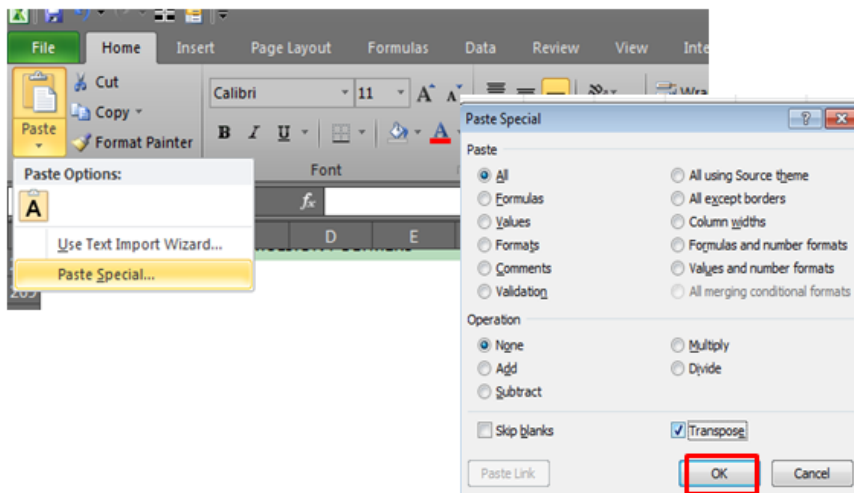 File Home Insert Page Layout Formulas Data Review View Inte
Cut
Copy
Paste
Format Painter
Calibri 11 A A
B I U A
Wra
Font
Paste Options:
A
Use Text Import Wizard...
Paste Special...
fx
D E
Paste Special
Paste
All All using Source theme
Formulas All except borders
Values Column widths
Formats Formulas and number formats
Comments Values and number formats
Validation All merging conditional formats
Operation
None Multiply
Add Divide
Subtract
Skip blanks Transpose
Paste Link OK Cancel